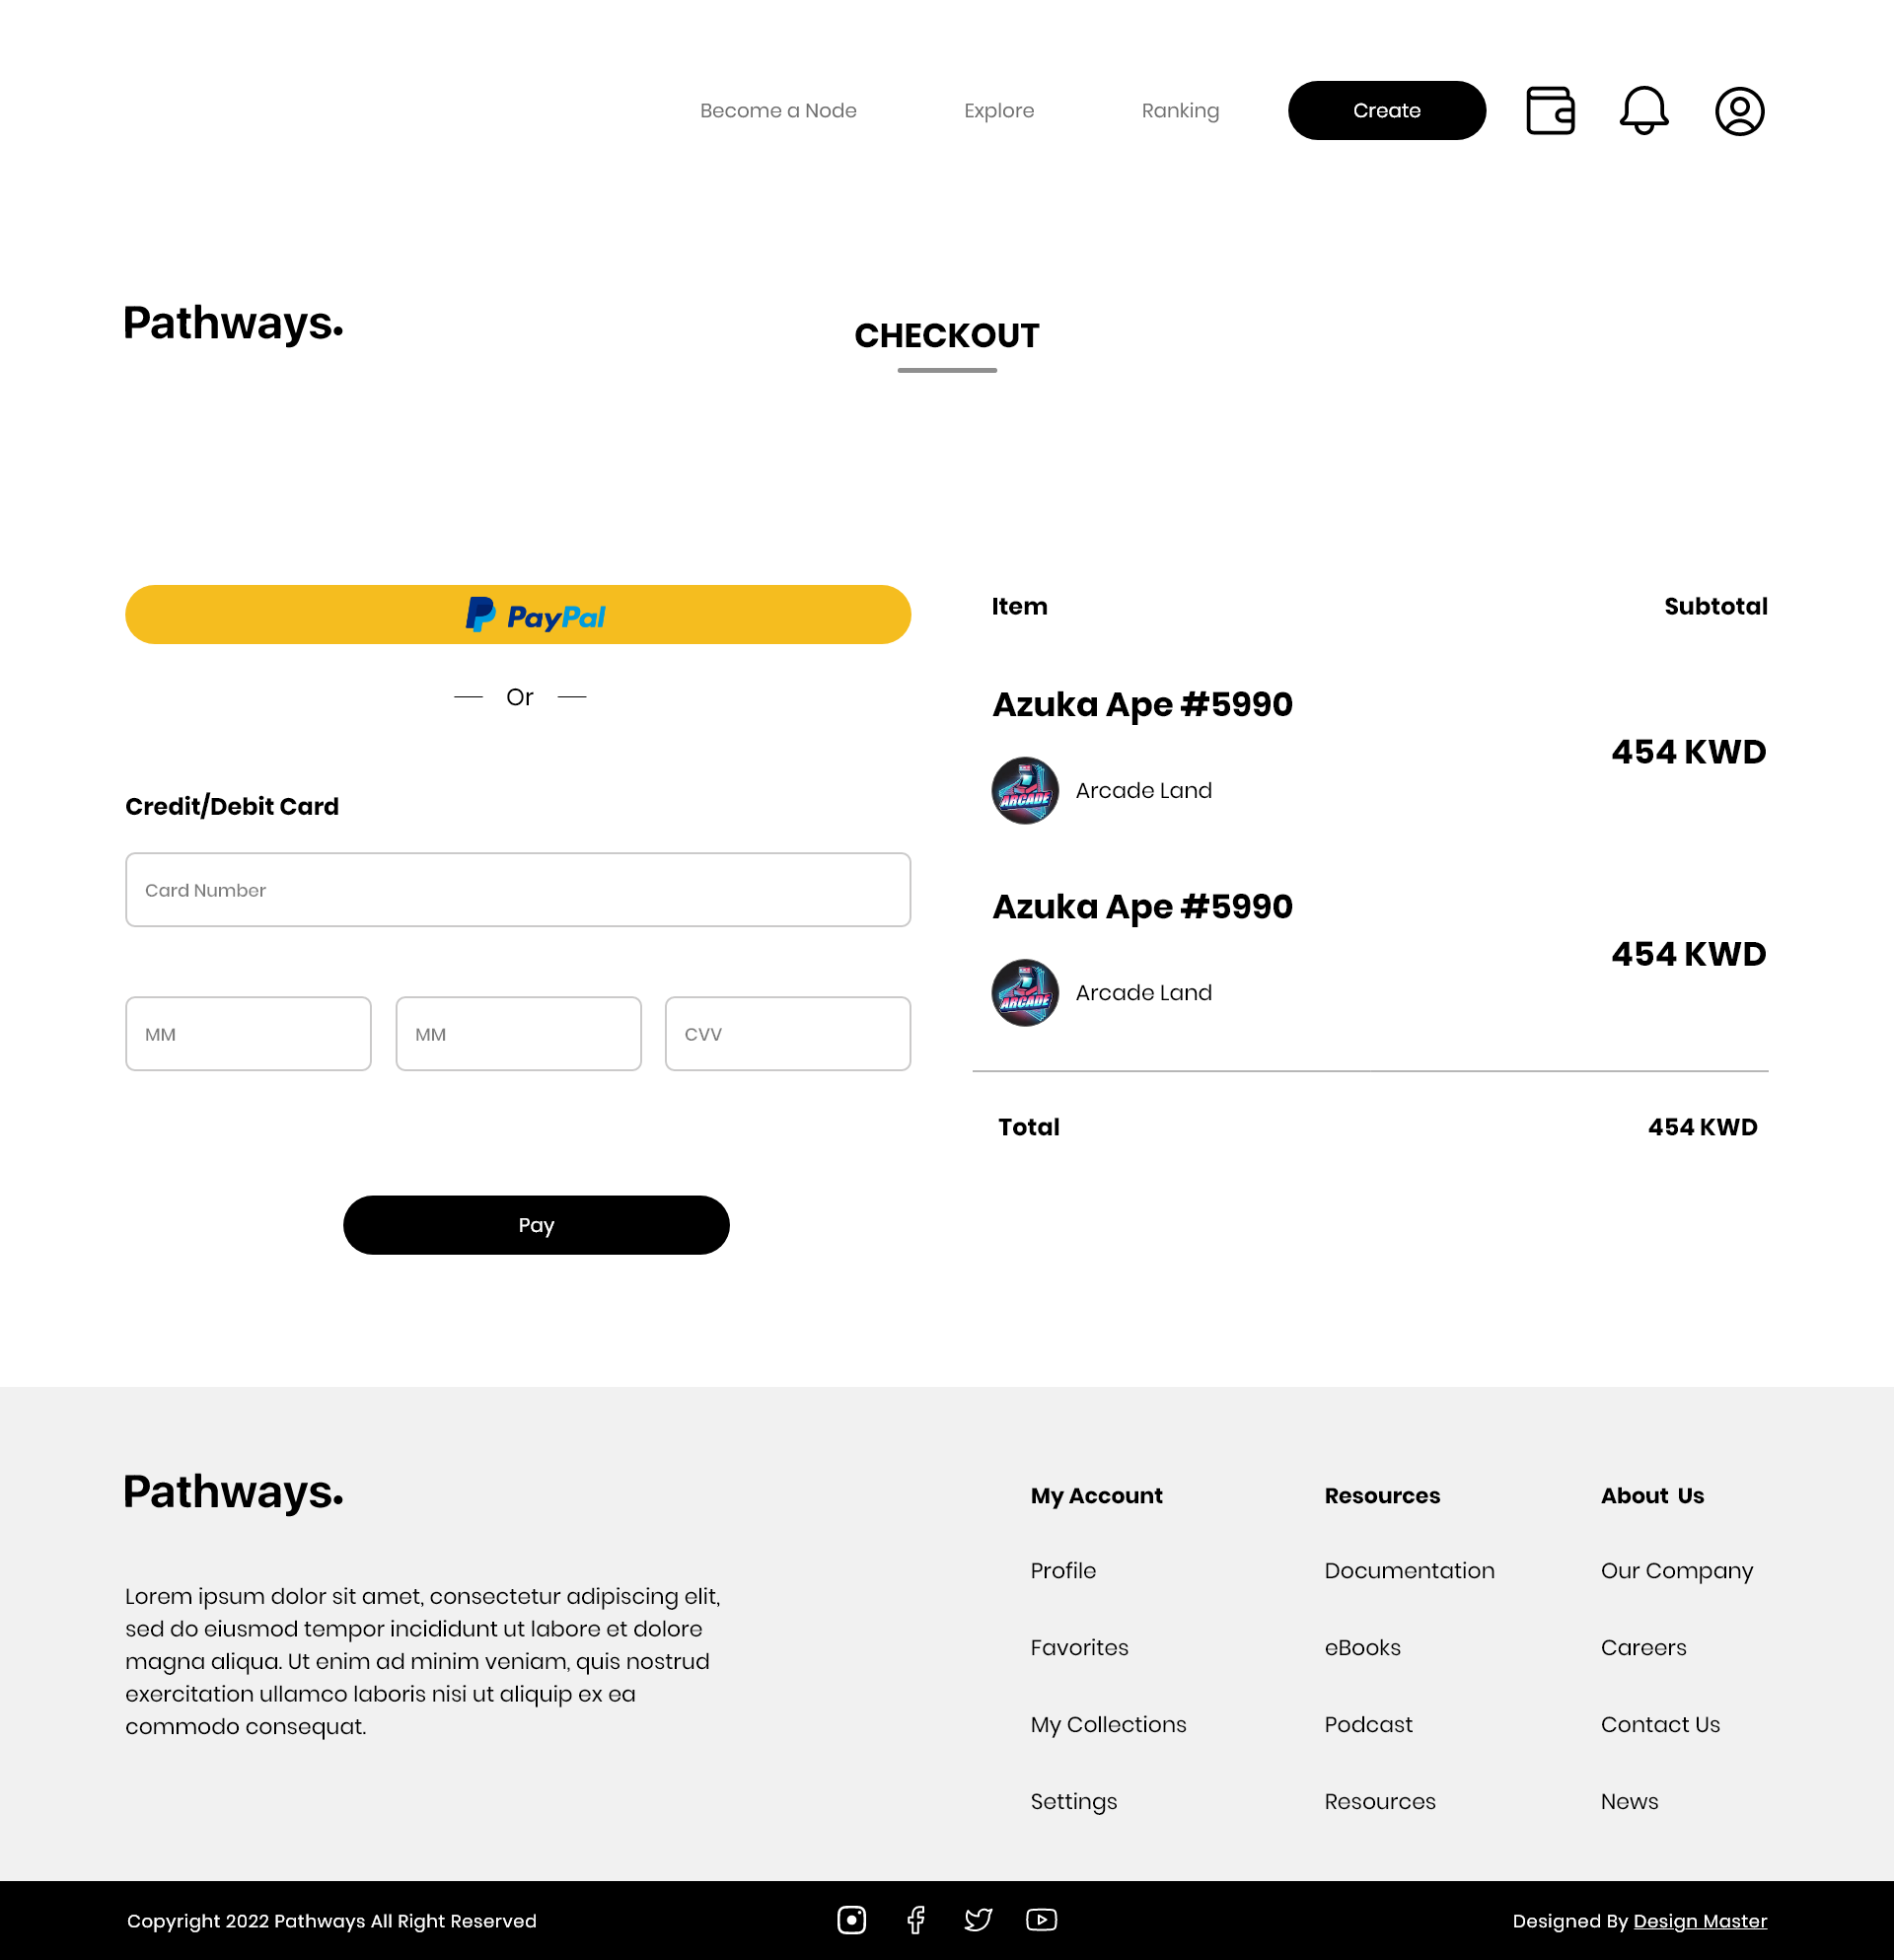 Become a Node
Explore
Ranking
Create
Pathways.
CHECKOUT
PayPal
Or
Credit/Debit Card
Card Number
MM
MM
CVV
Pay
Item
Subtotal
Azuka Ape #5990
454 KWD
ARCADE
Arcade Land
Azuka Ape #5990
454 KWD
ARCADE
Arcade Land
Total
454 KWD
Pathways.
Lorem ipsum dolor sit amet, consectetur adipiscing elit,
sed do eiusmod tempor incididunt ut labore et dolore
magna aliqua. Ut enim ad minim veniam, quis nostrud
exercitation ullamco laboris nisi ut aliquip ex ea
commodo consequat.
My Account
Profile
Favorites
My Collections
Settings
Resources
Documentation
eBooks
Podcast
Resources
About Us
Our Company
Careers
Contact Us
News
Copyright 2022 Pathways All Right Reserved
Designed By Design Master